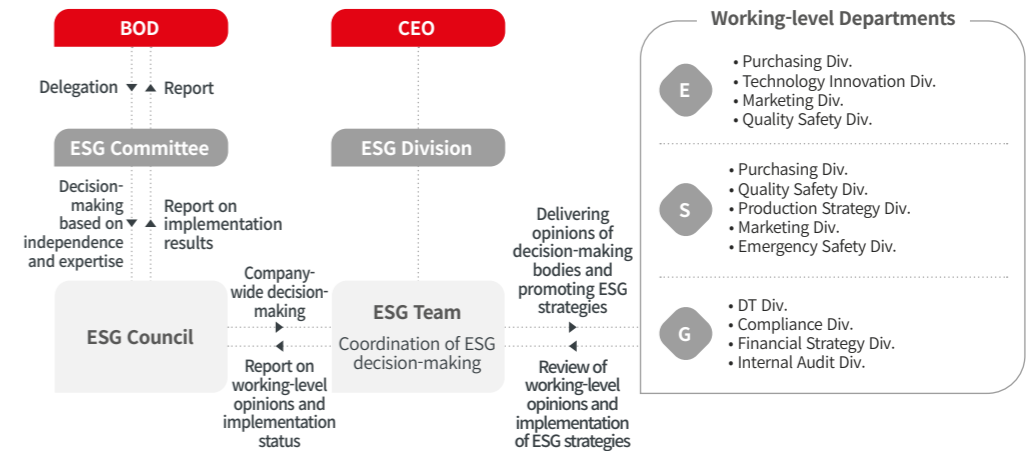 BOD
CEO
Working-level Departments
Delegation
Report
ESG Committee
ESG Division
Decision-
making
based on
independence
and expertise
Report on
implementation
results
ESG Council
Company-
wide decision-
making
Report on
working-level
opinions and
implementation
status
ESG Team
Coordination of ESG
decision-making
Delivering
opinions of
decision-making
bodies and
promoting ESG
strategies
Review of
working-level
opinions and
implementation
of ESG strategies
E
• Purchasing Div.
• Technology Innovation Div.
• Marketing Div.
• Quality Safety Div.
S
• Purchasing Div.
• Quality Safety Div.
• Production Strategy Div.
• Marketing Div.
• Emergency Safety Div.
G
• DT Div.
• Compliance Div.
• Financial Strategy Div.
• Internal Audit Div.